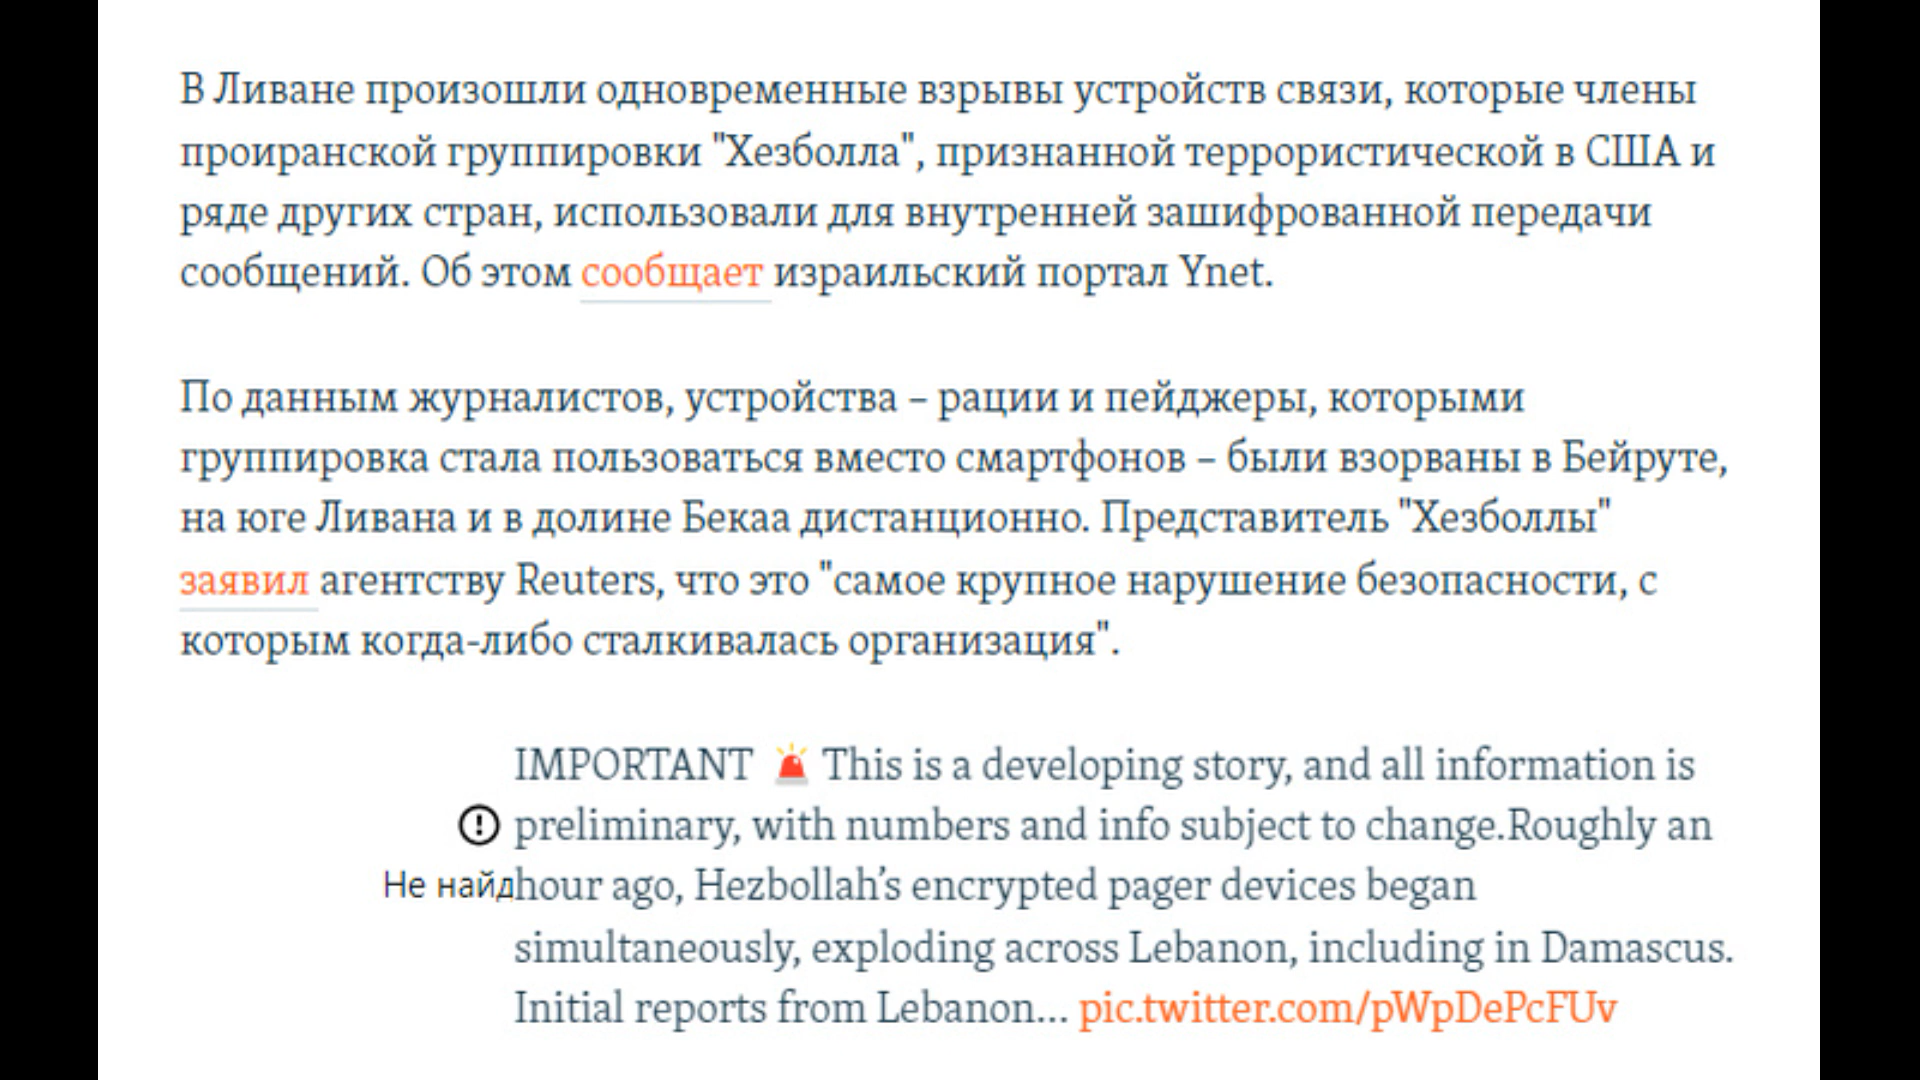 В Ливане произошли одновременные взрывы устройств связи, которые члены
проиранской группировки "Хезболла", признанной террористической в США и
ряде других стран, использовали для внутренней зашифрованной передачи
сообщений. Об этом сообщает израильский портал Ynet.
По данным журналистов, устройства – рации и пейджеры, которыми
группировка стала пользоваться вместо смартфонов – были взорваны в Бейруте,
на юге Ливана и в долине Бекаа дистанционно. Представитель "Хезболлы"
заявил агентству Reuters, что это "самое крупное нарушение безопасности, с
которым когда-либо сталкивалась организация".
IMPORTANT 🚨 This is a developing story, and all information is
preliminary, with numbers and info subject to change.Roughly an
Не найд hour ago, Hezbollah’s encrypted pager devices began
simultaneously, exploding across Lebanon, including in Damascus.
Initial reports from Lebanon... pic.twitter.com/pWpDePcFUv